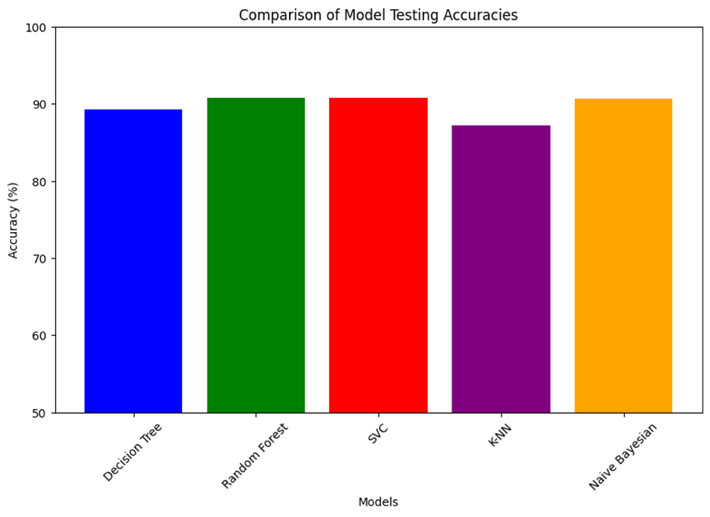 Comparison of Model Testing Accuracies
100
90
80
70
60
50
Accuracy (%)
Decision Tree
Random Forest
SVC
K-NN
Naive Bayesian
Models